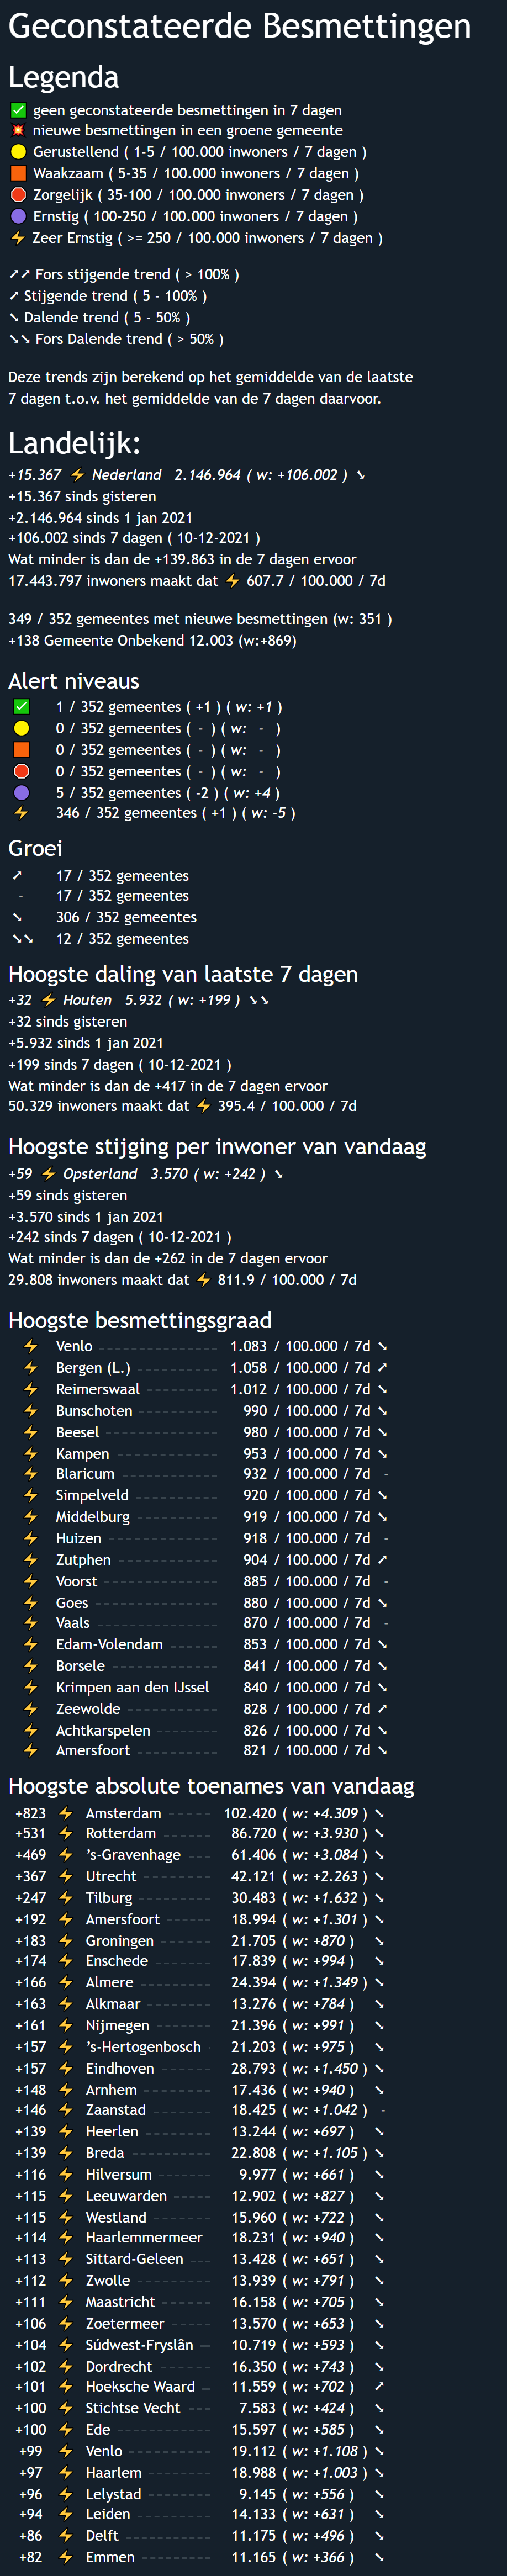 Geconstateerde Besmettingen
Legenda
✅ geen geconstateerde besmettingen in 7 dagen
💥 nieuwe besmettingen in een groene gemeente
🟡 Gerustellend ( 1-5 / 100.000 inwoners / 7 dagen )
🟧 Waakzaam ( 5-35 / 100.000 inwoners / 7 dagen )
🛑 Zorgelijk ( 35-100 / 100.000 inwoners / 7 dagen )
🟣 Ernstig ( 100-250 / 100.000 inwoners / 7 dagen )
⚡ Zeer Ernstig ( >= 250 / 100.000 inwoners / 7 dagen )
➚➚ Fors stijgende trend ( > 100% )
➚ Stijgende trend ( 5 - 100% )
➘ Dalende trend ( 5 - 50% )
➘➘ Fors Dalende trend ( > 50% )
Deze trends zijn berekend op het gemiddelde van de laatste
7 dagen t.o.v. het gemiddelde van de 7 dagen daarvoor.
Landelijk:
+15.367 ⚡ Nederland 2.146.964 ( w: +106.002 ) ➘
+15.367 sinds gisteren
+2.146.964 sinds 1 jan 2021
+106.002 sinds 7 dagen ( 10-12-2021 )
Wat minder is dan de +139.863 in de 7 dagen ervoor
17.443.797 inwoners maakt dat ⚡ 607.7 / 100.000 / 7d
349 / 352 gemeentes met nieuwe besmettingen (w: 351 )
+138 Gemeente Onbekend 12.003 (w:+869)
Alert niveaus
✅ 1 / 352 gemeentes ( +1 ) ( w: +1 )
🟡 0 / 352 gemeentes ( - ) ( w: - )
🟧 0 / 352 gemeentes ( - ) ( w: - )
🛑 0 / 352 gemeentes ( - ) ( w: - )
🟣 5 / 352 gemeentes ( -2 ) ( w: +4 )
⚡ 346 / 352 gemeentes ( +1 ) ( w: -5 )
Groei
➚ 17 / 352 gemeentes
- 17 / 352 gemeentes
➘ 306 / 352 gemeentes
➘➘ 12 / 352 gemeentes
Hoogste daling van laatste 7 dagen
+32 ⚡ Houten 5.932 ( w: +199 ) ➘➘
+32 sinds gisteren
+5.932 sinds 1 jan 2021
+199 sinds 7 dagen ( 10-12-2021 )
Wat minder is dan de +417 in de 7 dagen ervoor
50.329 inwoners maakt dat ⚡ 395.4 / 100.000 / 7d
Hoogste stijging per inwoner van vandaag
+59 ⚡ Opsterland 3.570 ( w: +242 ) ➘
+59 sinds gisteren
+3.570 sinds 1 jan 2021
+242 sinds 7 dagen ( 10-12-2021 )
Wat minder is dan de +262 in de 7 dagen ervoor
29.808 inwoners maakt dat ⚡ 811.9 / 100.000 / 7d
Hoogste besmettingsgraad
⚡ Venlo 1.083 / 100.000 / 7d ➘
⚡ Bergen (L.) 1.058 / 100.000 / 7d ➚
⚡ Reimerswaal 1.012 / 100.000 / 7d ➘
⚡ Bunschoten 990 / 100.000 / 7d ➘
⚡ Beesel 980 / 100.000 / 7d ➘
⚡ Kampen 953 / 100.000 / 7d ➘
⚡ Blaricum 932 / 100.000 / 7d -
⚡ Simpelveld 920 / 100.000 / 7d ➘
⚡ Middelburg 919 / 100.000 / 7d ➘
⚡ Huizen 918 / 100.000 / 7d -
⚡ Zutphen 904 / 100.000 / 7d ➚
⚡ Voorst 885 / 100.000 / 7d -
⚡ Goes 880 / 100.000 / 7d ➘
⚡ Vaals 870 / 100.000 / 7d -
⚡ Edam-Volendam 853 / 100.000 / 7d ➘
⚡ Borsele 841 / 100.000 / 7d ➘
⚡ Krimpen aan den IJssel 840 / 100.000 / 7d ➘
⚡ Zeewolde 828 / 100.000 / 7d ➚
⚡ Achtkarspelen 826 / 100.000 / 7d ➘
⚡ Amersfoort 821 / 100.000 / 7d ➘
Hoogste absolute toenames van vandaag
+823 ⚡ Amsterdam 102.420 ( w: +4.309 ) ➘
+531 ⚡ Rotterdam 86.720 ( w: +3.930 ) ➘
+469 ⚡ 's-Gravenhage 61.406 ( w: +3.084 ) ➘
+367 ⚡ Utrecht 42.121 ( w: +2.263 ) ➘
+247 ⚡ Tilburg 30.483 ( w: +1.632 ) ➘
+192 ⚡ Amersfoort 18.994 ( w: +1.301 ) ➘
+183 ⚡ Groningen 21.705 ( w: +870 ) ➘
+174 ⚡ Enschede 17.839 ( w: +994 ) ➘
+166 ⚡ Almere 24.394 ( w: +1.349 ) ➘
+163 ⚡ Alkmaar 13.276 ( w: +784 ) ➘
+161 ⚡ Nijmegen 21.396 ( w: +991 ) ➘
+157 ⚡ 's-Hertogenbosch 21.203 ( w: +975 ) ➘
+157 ⚡ Eindhoven 28.793 ( w: +1.450 ) ➘
+148 ⚡ Arnhem 17.436 ( w: +940 ) ➘
+146 ⚡ Zaanstad 18.425 ( w: +1.042 ) -
+139 ⚡ Heerlen 13.244 ( w: +697 ) ➘
+139 ⚡ Breda 22.808 ( w: +1.105 ) ➘
+116 ⚡ Hilversum 9.977 ( w: +661 ) ➘
+115 ⚡ Leeuwarden 12.902 ( w: +827 ) ➘
+115 ⚡ Westland 15.960 ( w: +722 ) ➘
+114 ⚡ Haarlemmermeer 18.231 ( w: +940 ) ➘
+113 ⚡ Sittard-Geleen 13.428 ( w: +651 ) ➘
+112 ⚡ Zwolle 13.939 ( w: +791 ) ➘
+111 ⚡ Maastricht 16.158 ( w: +705 ) ➘
+106 ⚡ Zoetermeer 13.570 ( w: +653 ) ➘
+104 ⚡ Súdwest-Fryslân 10.719 ( w: +593 ) ➘
+102 ⚡ Dordrecht 16.350 ( w: +743 ) ➘
+101 ⚡ Hoeksche Waard 11.559 ( w: +702 ) ➚
+100 ⚡ Stichtse Vecht 7.583 ( w: +424 ) ➘
+100 ⚡ Ede 15.597 ( w: +585 ) ➘
+99 ⚡ Venlo 19.112 ( w: +1.108 ) ➘
+97 ⚡ Haarlem 18.988 ( w: +1.003 ) ➘
+96 ⚡ Lelystad 9.145 ( w: +556 ) ➘
+94 ⚡ Leiden 14.133 ( w: +631 ) ➘
+86 ⚡ Delft 11.175 ( w: +496 ) ➘
+82 ⚡ Emmen 11.165 ( w: +366 ) ➘